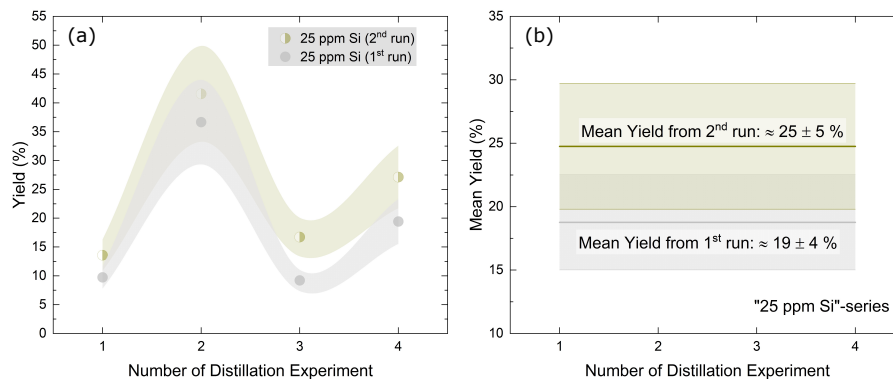 (a)
25 ppm Si (2nd run)
25 ppm Si (1st run)
55
50
45
40
35
30
25
20
15
10
5
0
Yield (%)
1 2 3 4
Number of Distillation Experiment
(b)
35
30
25
20
15
10
Mean Yield (%)
Mean Yield from 2nd run: ≈ 25 ± 5 %
Mean Yield from 1st run: ≈ 19 ± 4 %
"25 ppm Si"-series
1 2 3 4
Number of Distillation Experiment